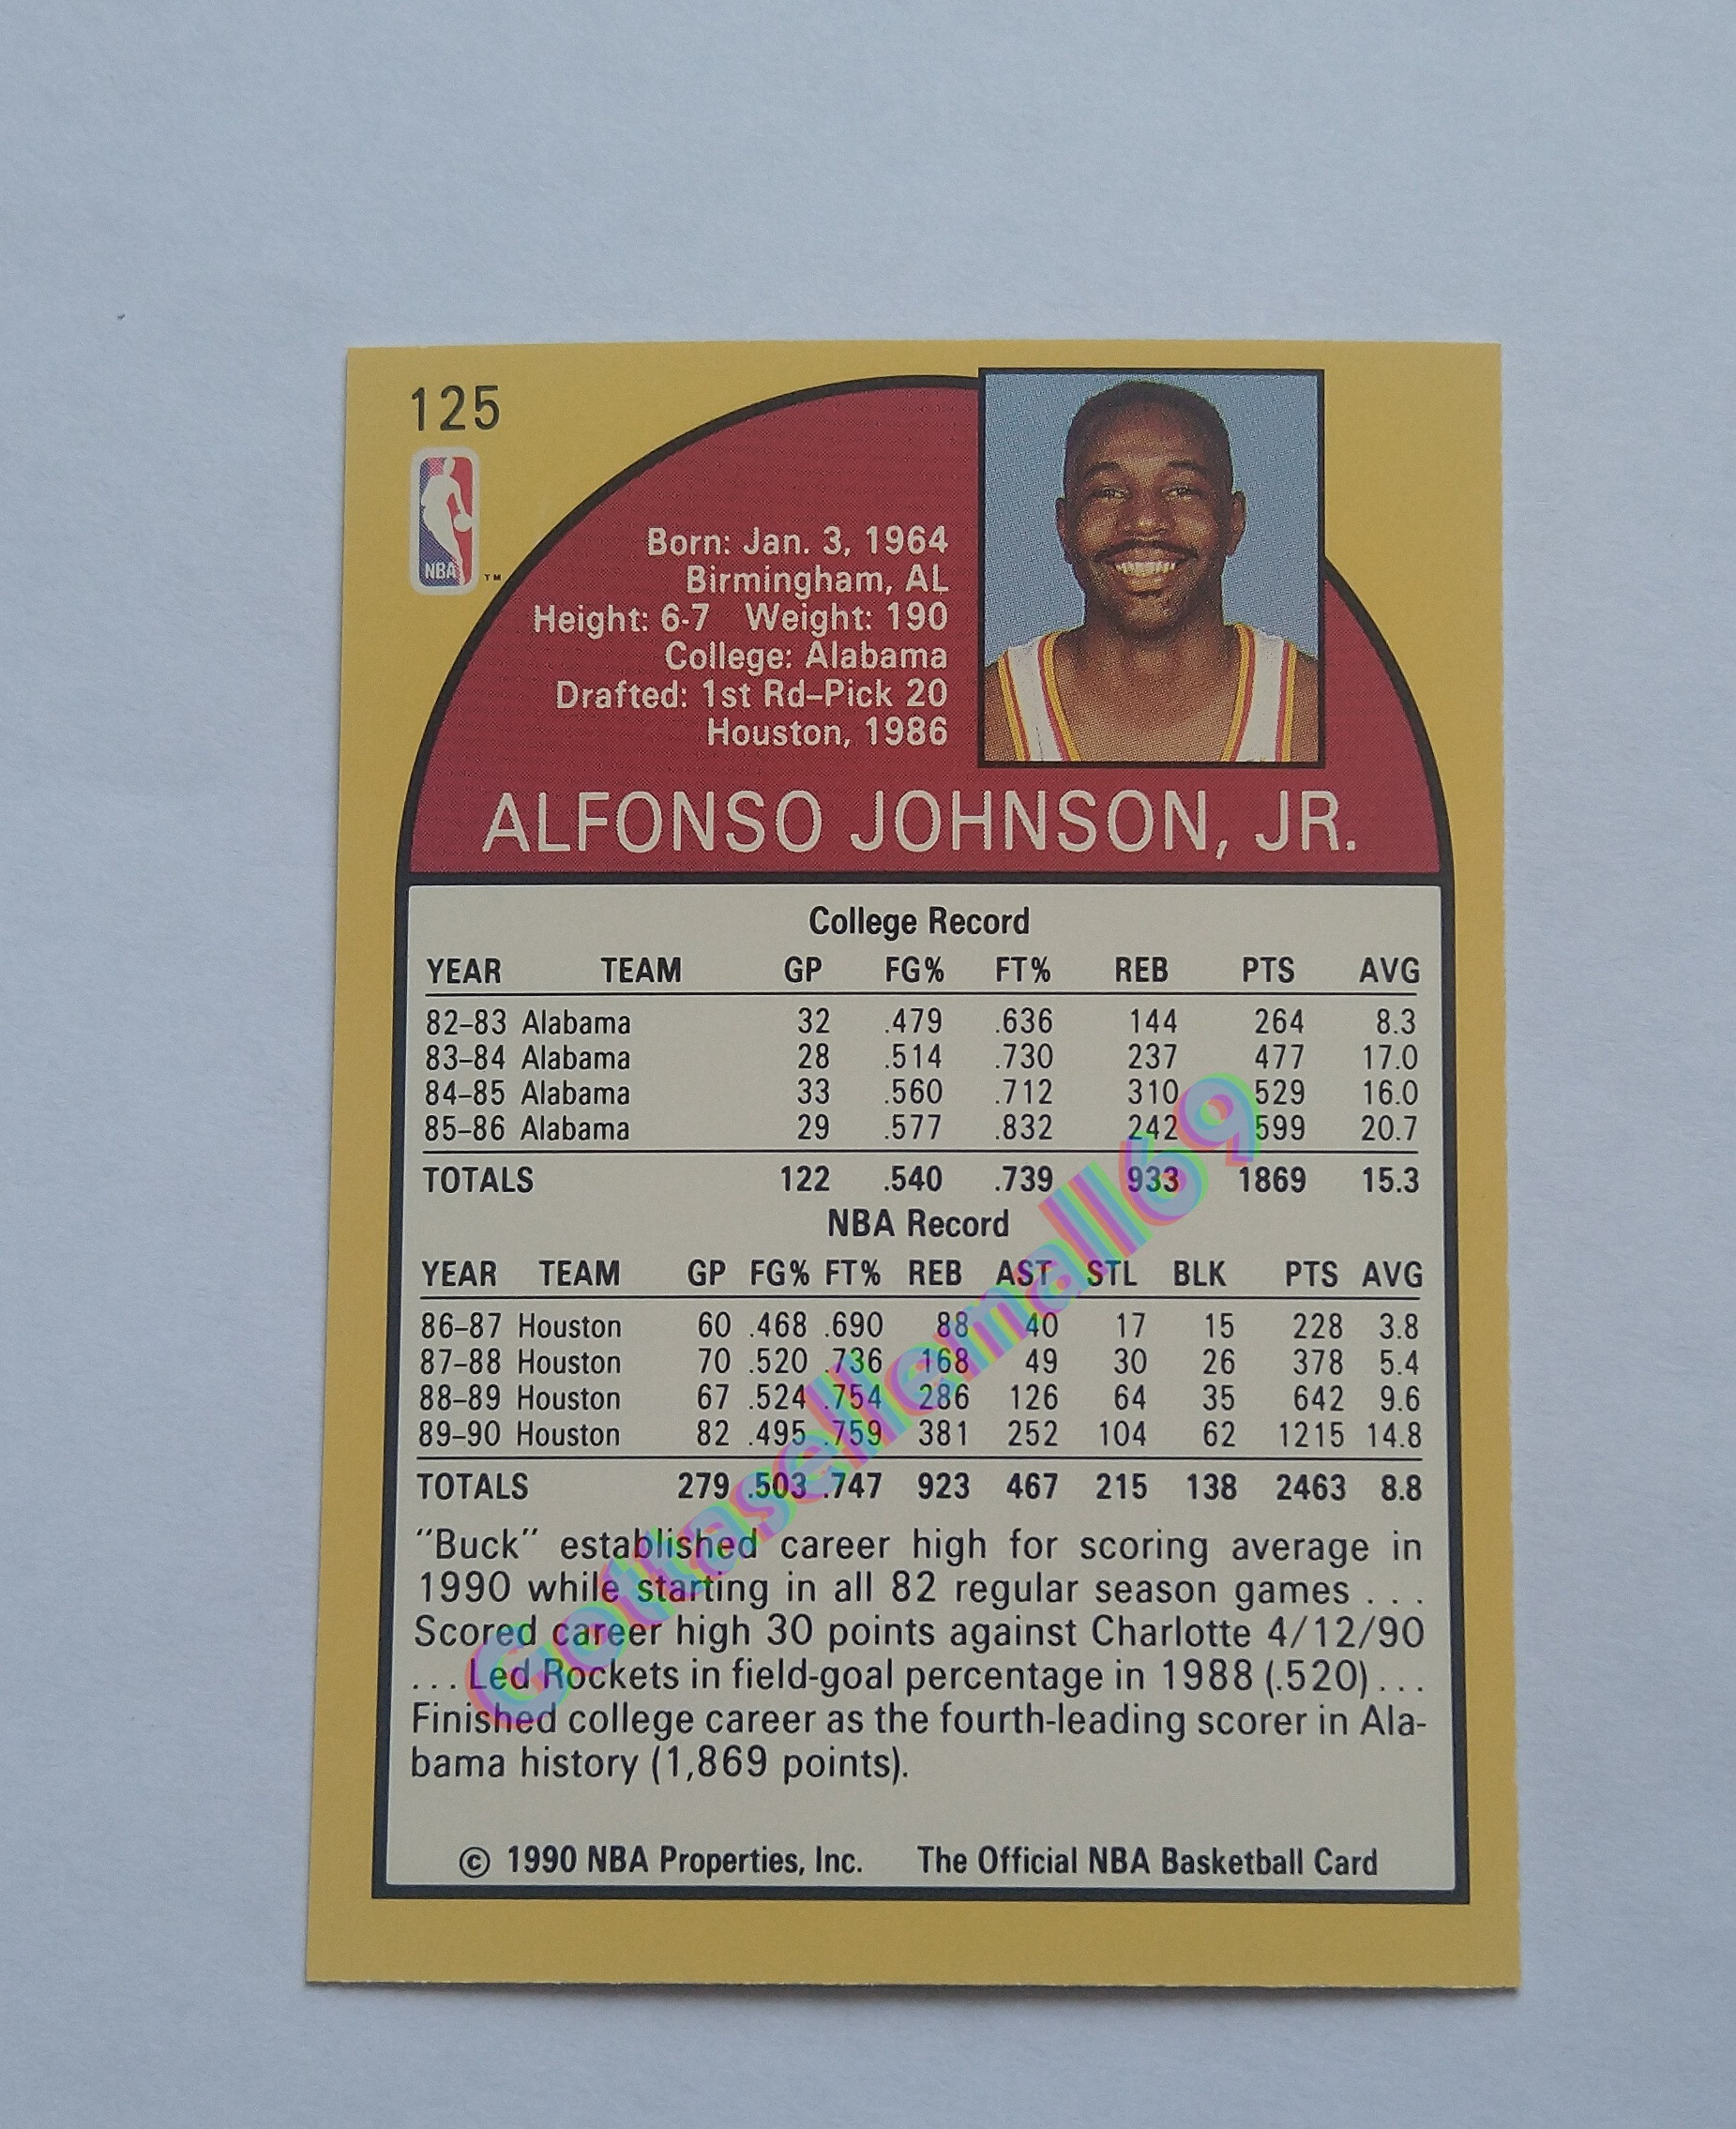 125
NBA
TM
Born: Jan. 3, 1964
Birmingham, AL
Height: 6-7 Weight: 190
College: Alabama
Drafted: 1st Rd–Pick 20
Houston, 1986
ALFONSO JOHNSON, JR.
College Record
YEAR TEAM GP FG% FT% REB PTS AVG
82–83 Alabama 32 .479 .636 144 264 8.3
83–84 Alabama 28 .514 .730 237 477 17.0
84–85 Alabama 33 .560 .712 310 529 16.0
85–86 Alabama 29 .577 .832 242 599 20.7
TOTALS 122 .540 .739 933 1869 15.3
NBA Record
YEAR TEAM GP FG% FT% REB AST STL BLK PTS AVG
86–87 Houston 60 .468 .690 88 40 17 15 228 3.8
87–88 Houston 70 .520 .736 168 49 30 26 378 5.4
88–89 Houston 67 .524 .754 286 126 64 35 642 9.6
89–90 Houston 82 .495 .759 381 252 104 62 1215 14.8
TOTALS 279 .503 .747 923 467 215 138 2463 8.8
"Buck" established career high for scoring average in
1990 while starting in all 82 regular season games . . .
Scored career high 30 points against Charlotte 4/12/90
. . . Led Rockets in field-goal percentage in 1988 (.520) . . .
Finished college career as the fourth-leading scorer in Ala-
bama history (1,869 points).
© 1990 NBA Properties, Inc. The Official NBA Basketball Card
Gottasellemall69